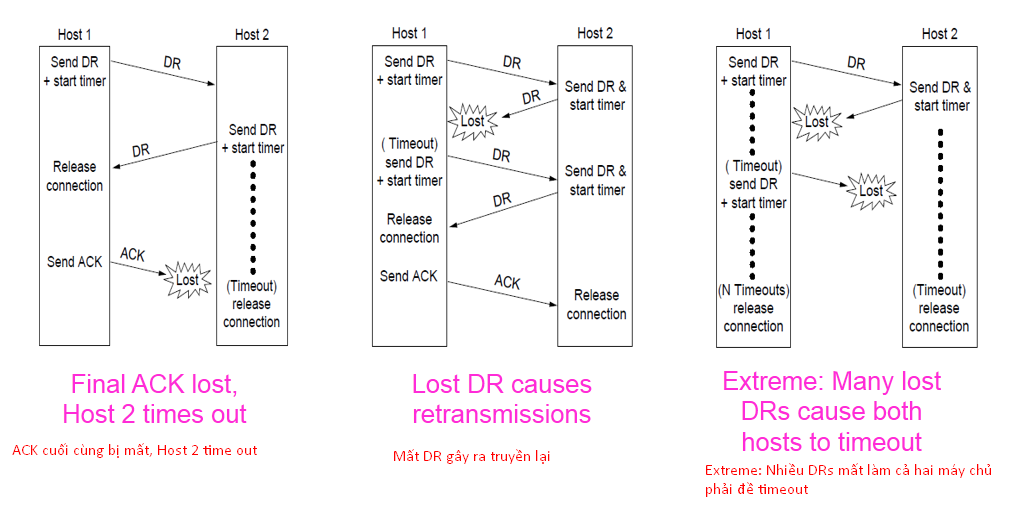 Host 1
Host 2
Send DR
+ start timer
DR
Send DR
+ start timer
DR
Release
connection
Send ACK
ACK
Lost
(Timeout)
release
connection
Final ACK lost,
Host 2 times out
ACK cuối cùng bị mất, Host 2 time out
Host 1
Host 2
Send DR
+ start timer
DR
Send DR &
start timer
DR
Lost
( Timeout)
send DR
+ start timer
DR
Send DR &
start timer
DR
Release
connection
Send ACK
ACK
Release
connection
Lost DR causes
retransmissions
Mất DR gây ra truyền lại
Host 1
Host 2
Send DR
+ start timer
DR
Send DR &
start timer
Lost
( Timeout)
send DR
+ start timer
Lost
(N Timeouts)
release
connection
(Timeout)
release
connection
Extreme: Many lost
DRs cause both
hosts to timeout
Extreme: Nhiều DRs mất làm cả hai máy chủ
phải đề timeout